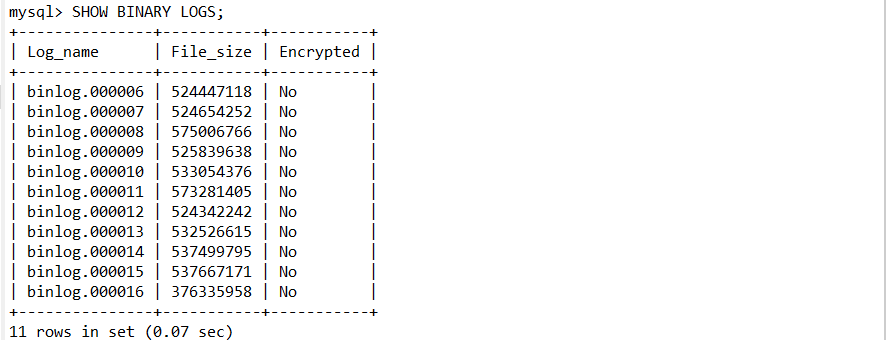 mysql> SHOW BINARY LOGS;
+---------------+-----------+-----------+
| Log_name      | File_size | Encrypted |
+---------------+-----------+-----------+
| binlog.000006 | 524447118 | No        |
| binlog.000007 | 524654252 | No        |
| binlog.000008 | 575006766 | No        |
| binlog.000009 | 525839638 | No        |
| binlog.000010 | 533054376 | No        |
| binlog.000011 | 573281405 | No        |
| binlog.000012 | 524342242 | No        |
| binlog.000013 | 532526615 | No        |
| binlog.000014 | 537499795 | No        |
| binlog.000015 | 537667171 | No        |
| binlog.000016 | 376335958 | No        |
+---------------+-----------+-----------+
11 rows in set (0.07 sec)